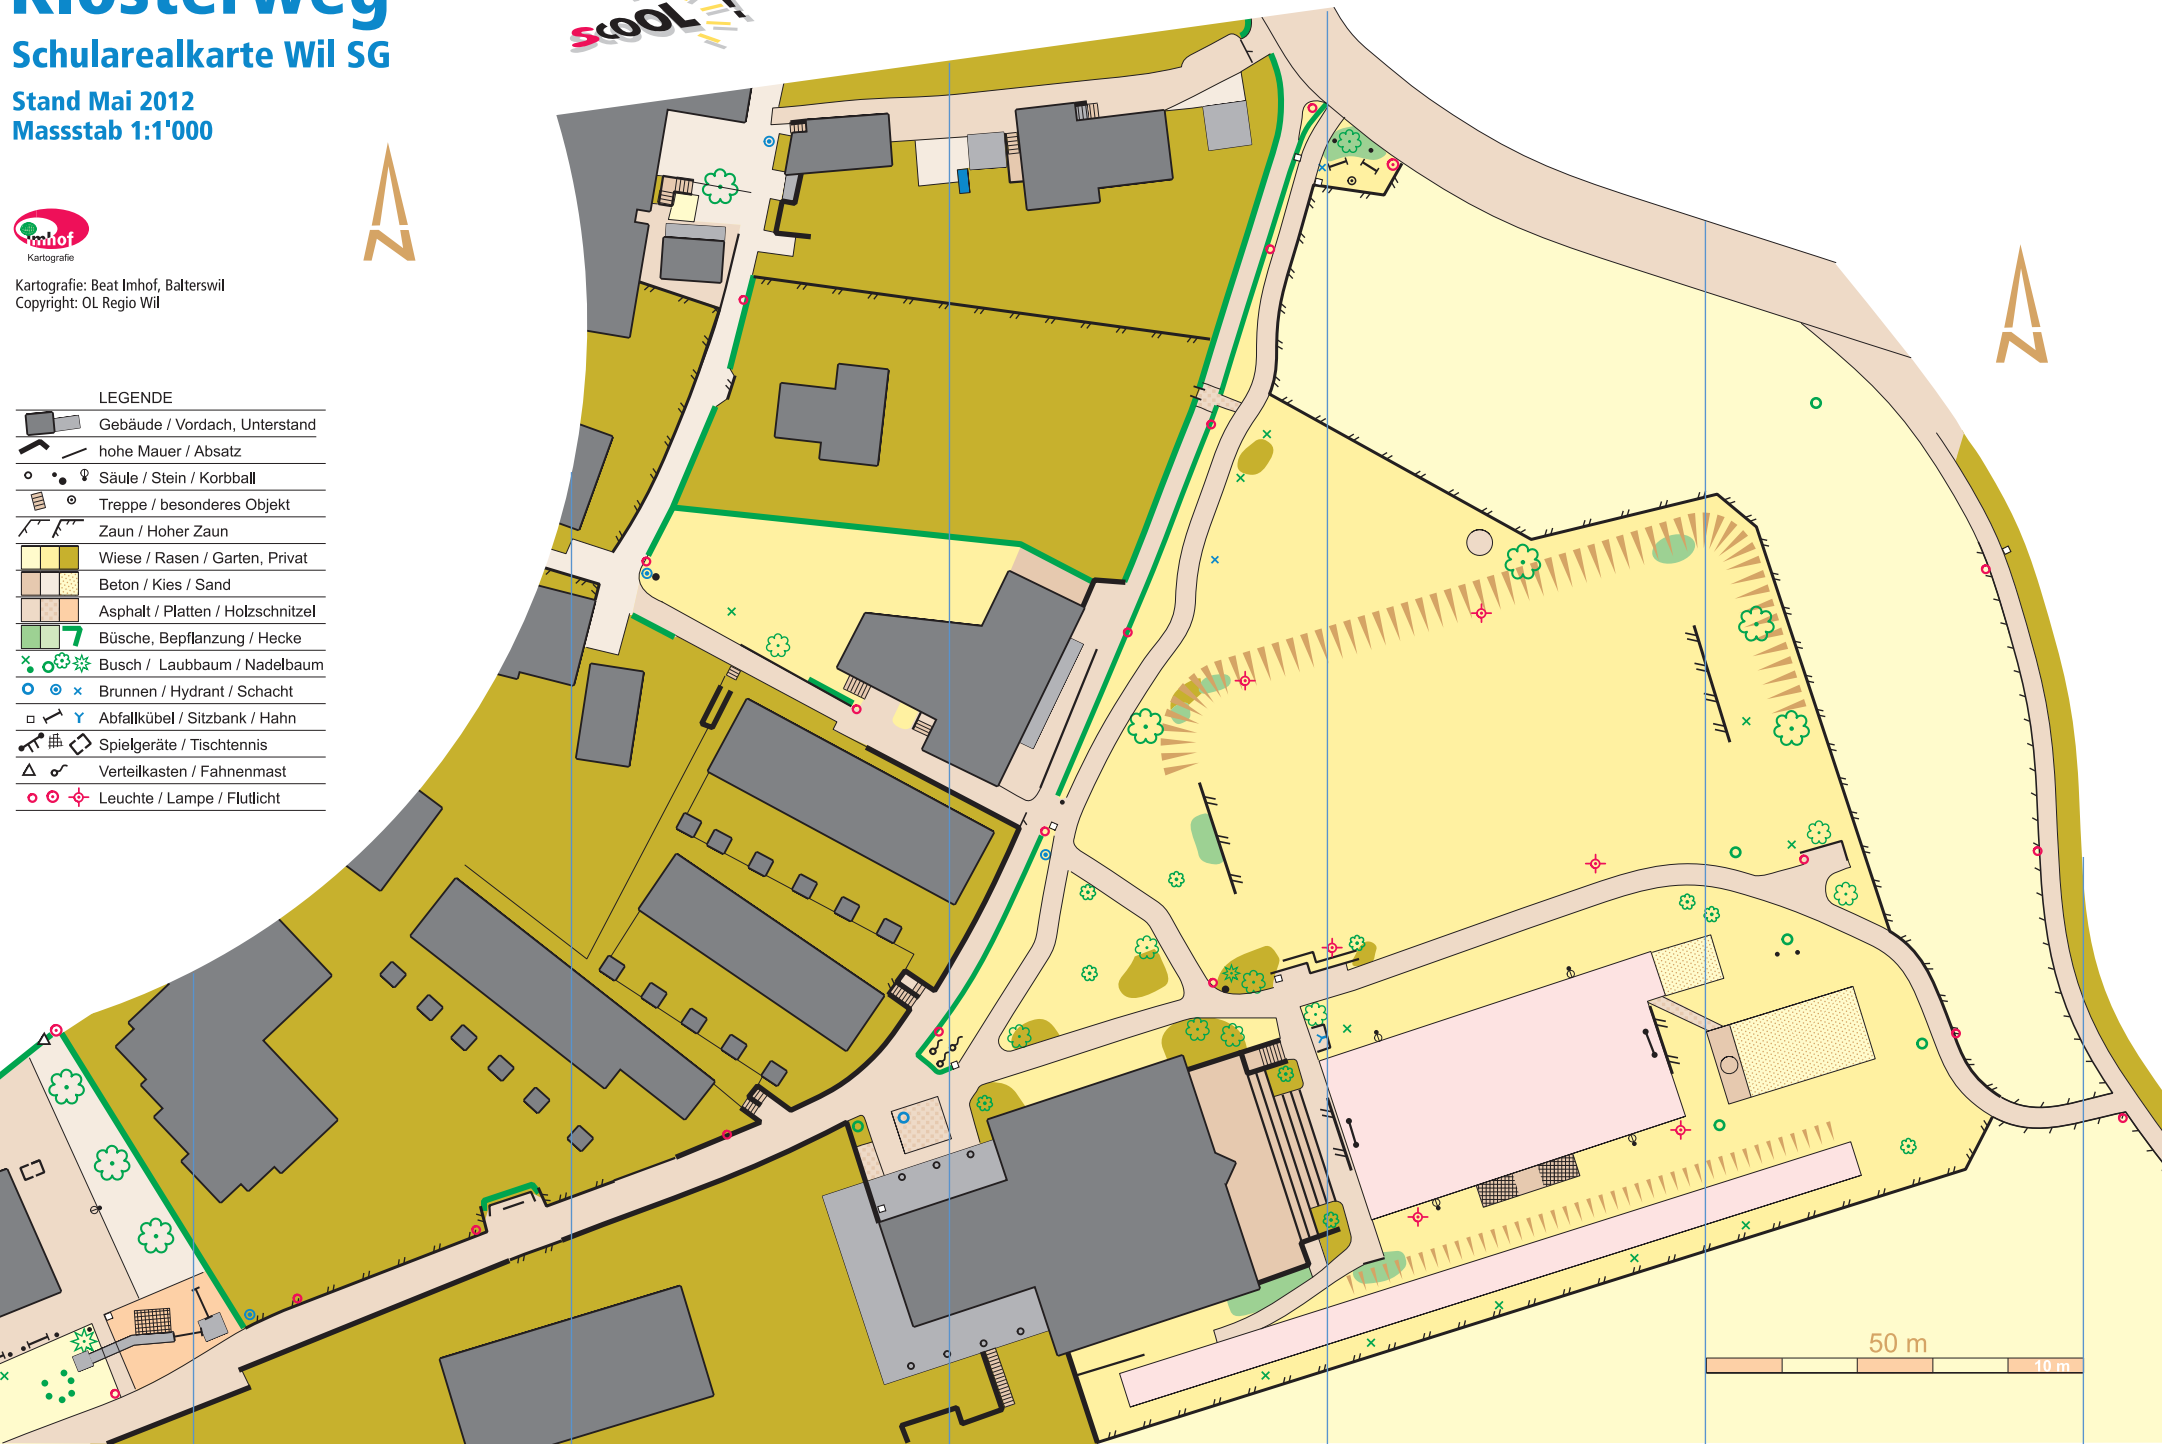 Klosterweg
Schularealkarte Wil SG
Stand Mai 2012
Massstab 1:1'000
sCOOL
imhof
Kartografie
Kartografie: Beat Imhof, Balterswil
Copyright: OL Regio Wil
N
N
LEGENDE
Gebäude / Vordach, Unterstand
hohe Mauer / Absatz
Säule / Stein / Korbball
Treppe / besonderes Objekt
Zaun / Hoher Zaun
Wiese / Rasen / Garten, Privat
Beton / Kies / Sand
Asphalt / Platten / Holzschnitzel
Büsche, Bepflanzung / Hecke
Busch / Laubbaum / Nadelbaum
Brunnen / Hydrant / Schacht
Abfallkübel / Sitzbank / Hahn
Spielgeräte / Tischtennis
Verteilkasten / Fahnenmast
Leuchte / Lampe / Flutlicht
50 m
10 m